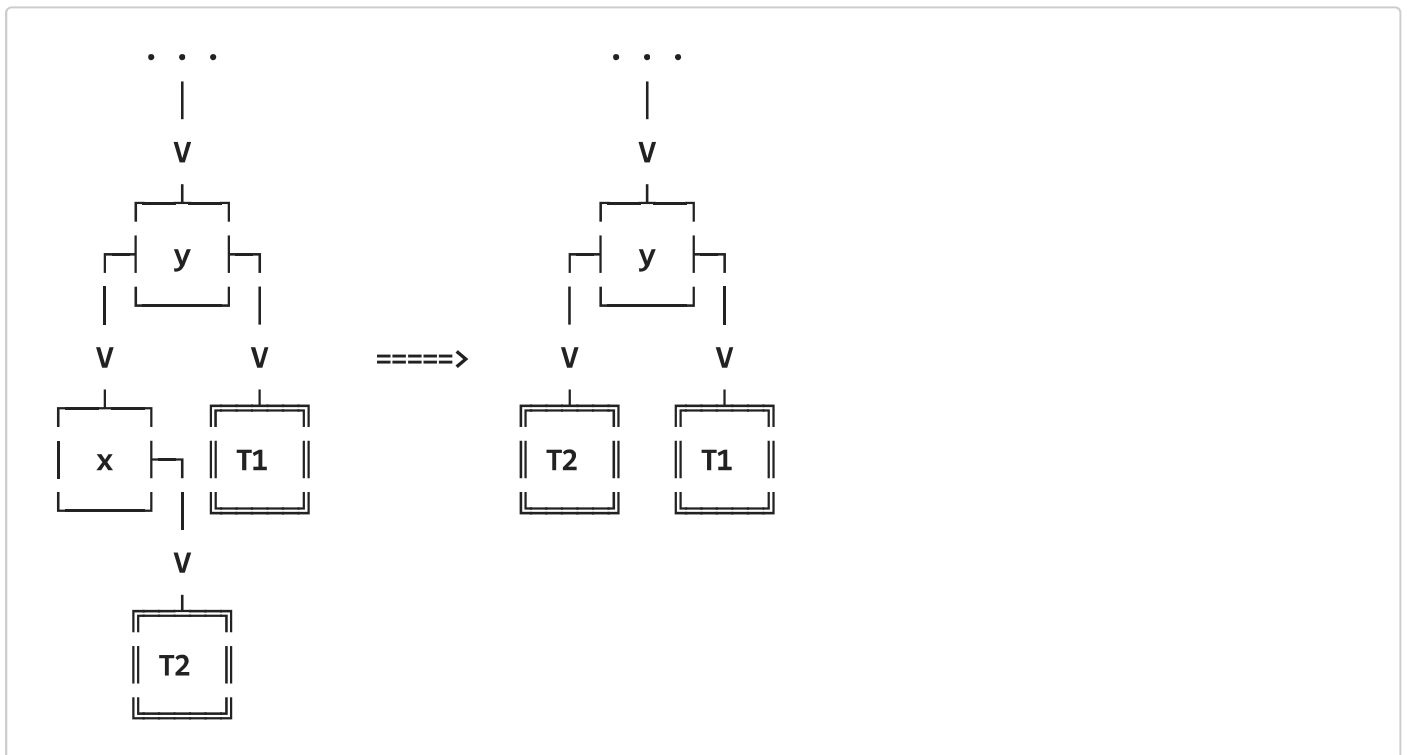 . . . . . .
V V
y y
V V =====> V V
x T1 T2 T1
V
T2